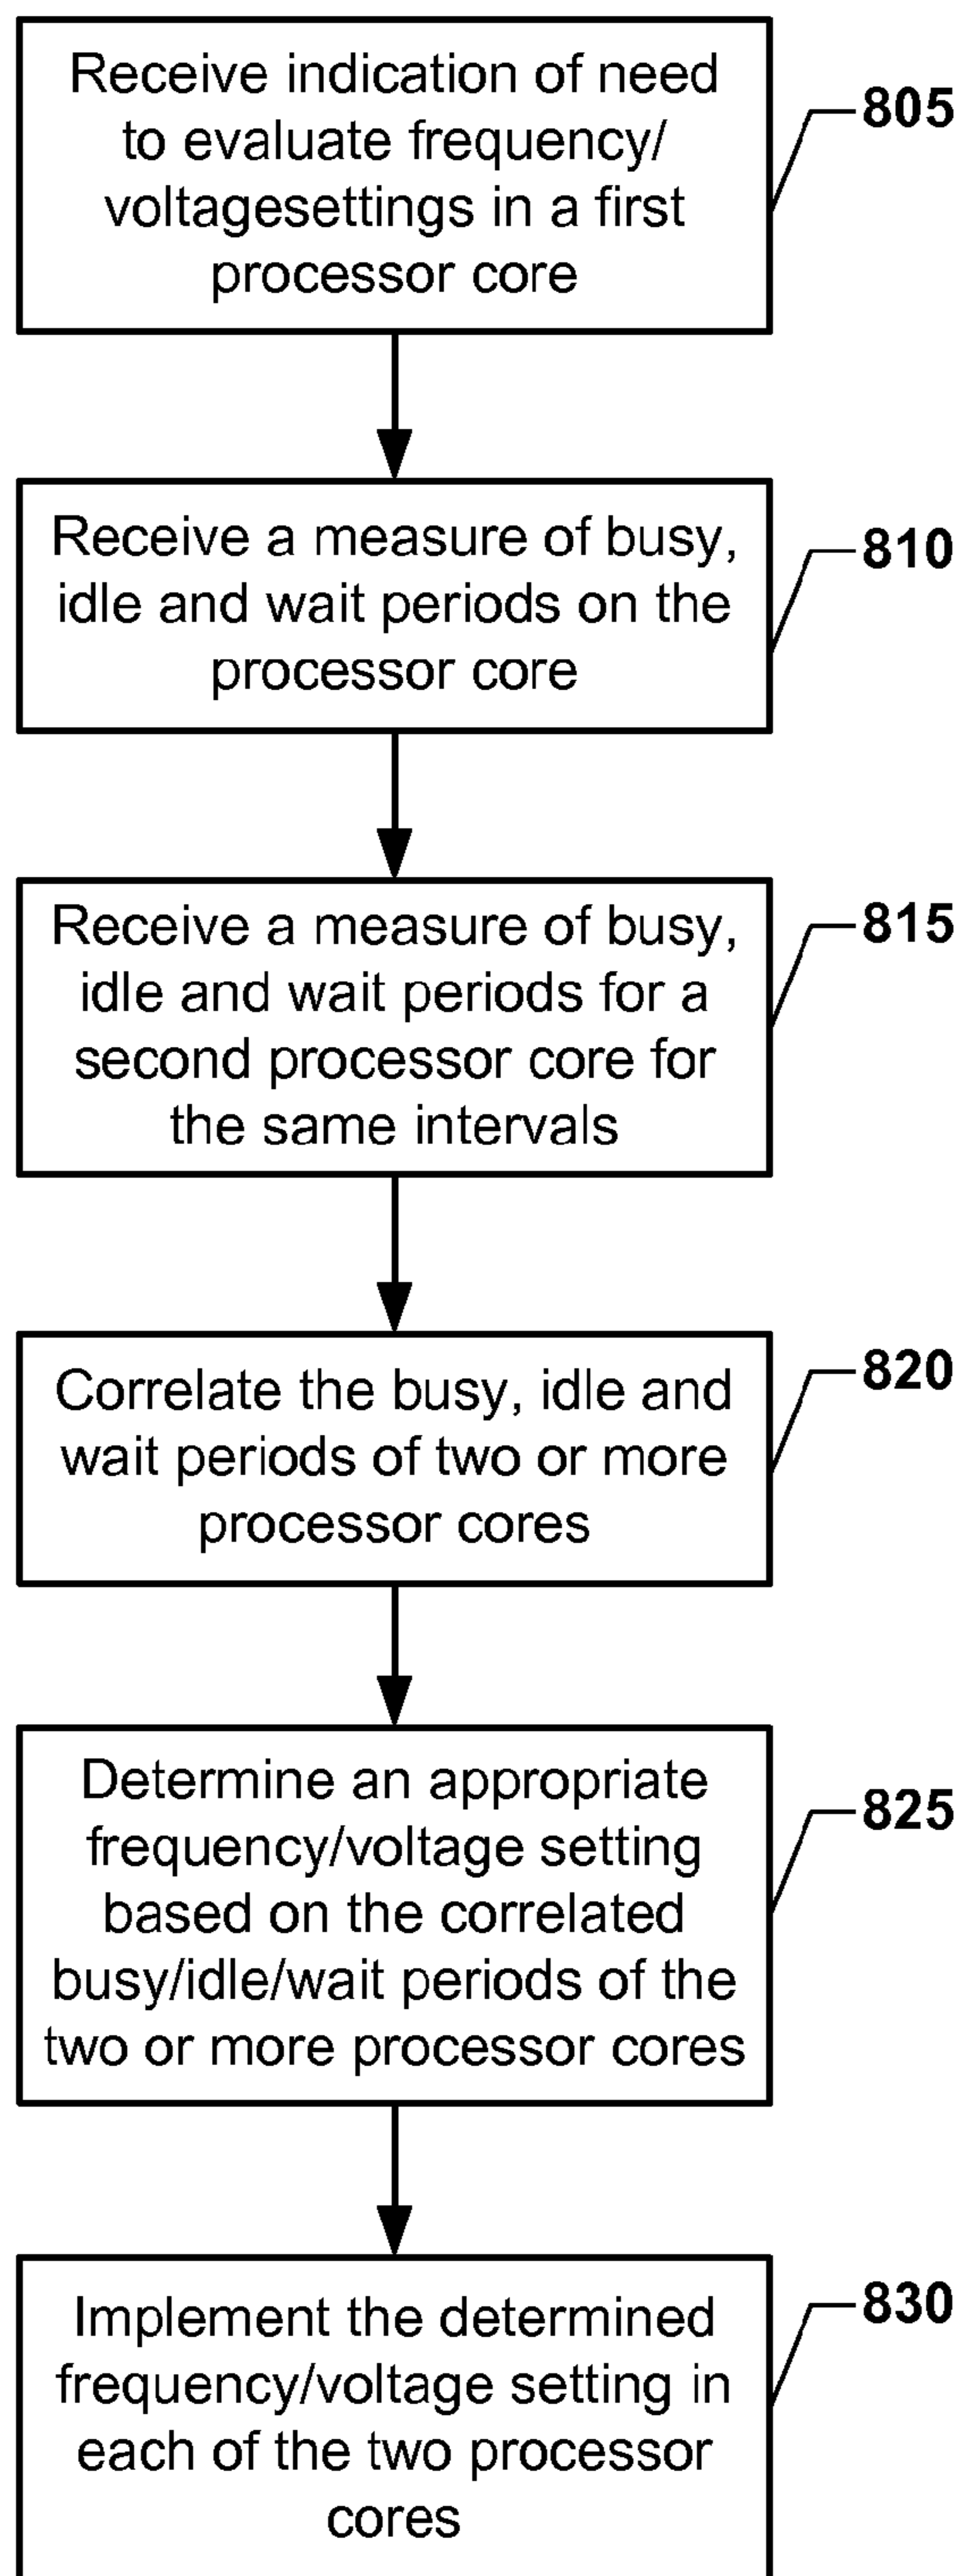 Receive indication of need
to evaluate frequency/
voltagesettings in a first
processor core
805
Receive a measure of busy,
idle and wait periods on the
processor core
810
Receive a measure of busy,
idle and wait periods for a
second processor core for
the same intervals
815
Correlate the busy, idle and
wait periods of two or more
processor cores
820
Determine an appropriate
frequency/voltage setting
based on the correlated
busy/idle/wait periods of the
two or more processor cores
825
Implement the determined
frequency/voltage setting in
each of the two processor
cores
830